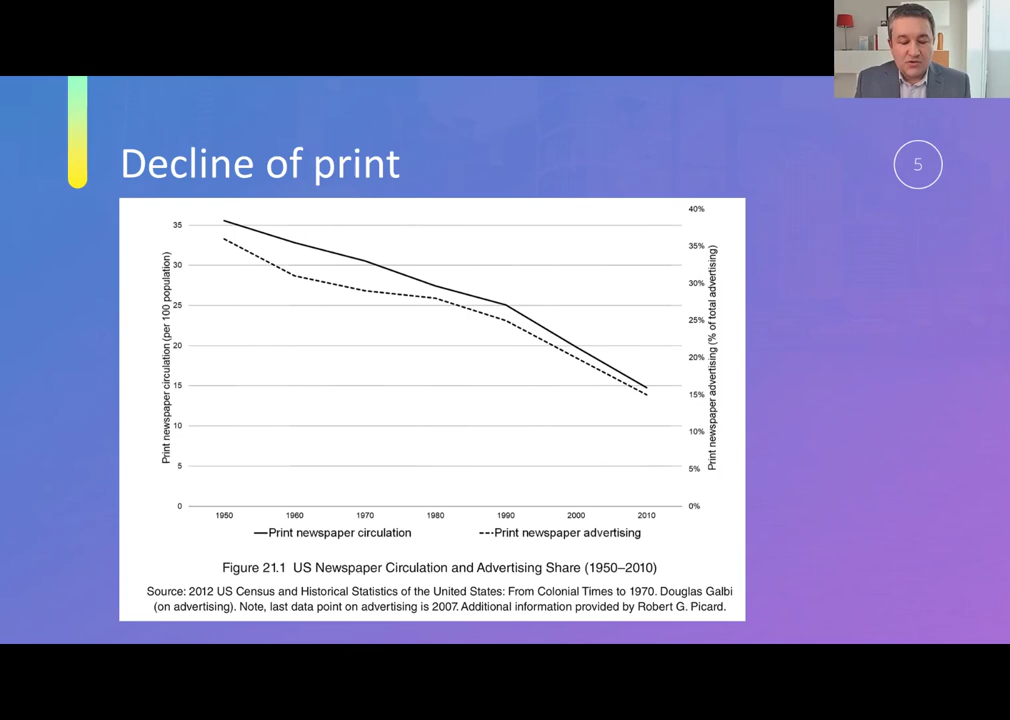 Decline of print
5
40%
35
35%
30
30%
25
25%
20
20%
15
15%
10
10%
5
5%
0
0%
Print newspaper circulation (per 100 population)
Print newspaper advertising (% of total advertising)
1950 1960 1970 1980 1990 2000 2010
Print newspaper circulation
Print newspaper advertising
Figure 21.1 US Newspaper Circulation and Advertising Share (1950–2010)
Source: 2012 US Census and Historical Statistics of the United States: From Colonial Times to 1970. Douglas Galbi
(on advertising). Note, last data point on advertising is 2007. Additional information provided by Robert G. Picard.